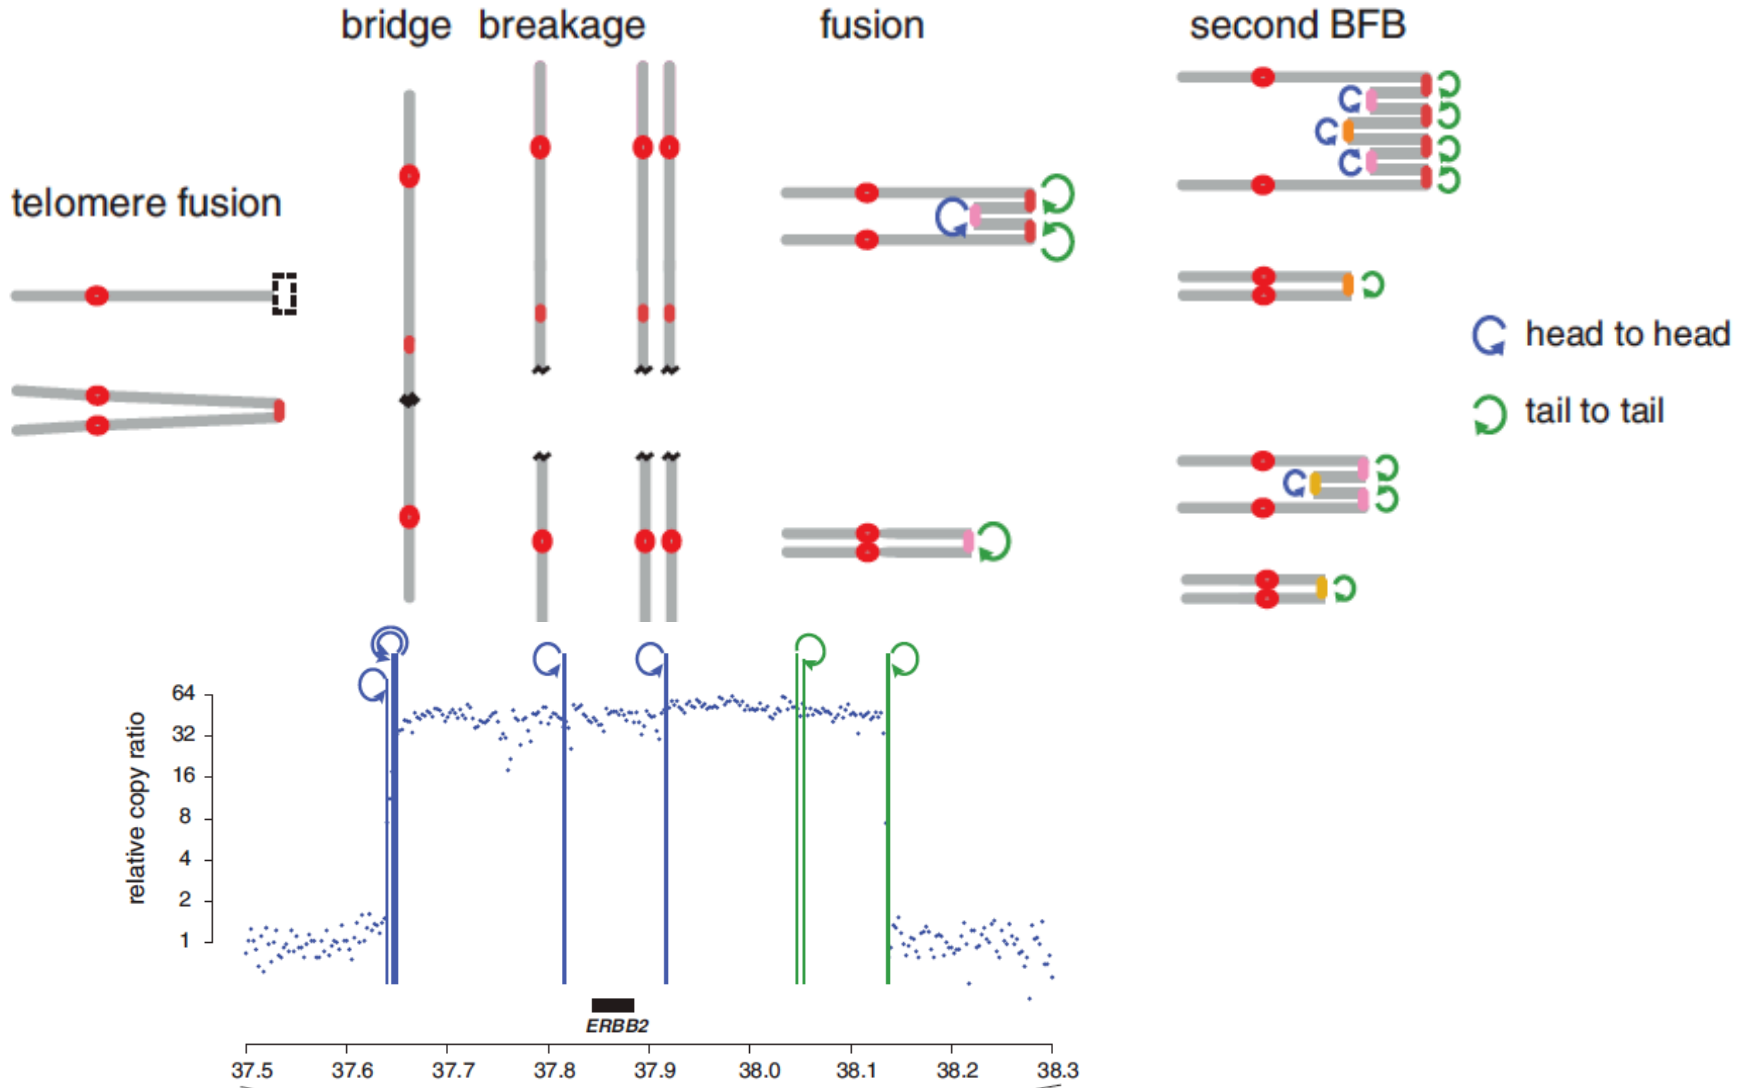 bridge breakage fusion second BFB
telomere fusion
head to head
tail to tail
relative copy ratio
64
32
16
8
4
2
1
ERBB2
37.5 37.6 37.7 37.8 37.9 38.0 38.1 38.2 38.3